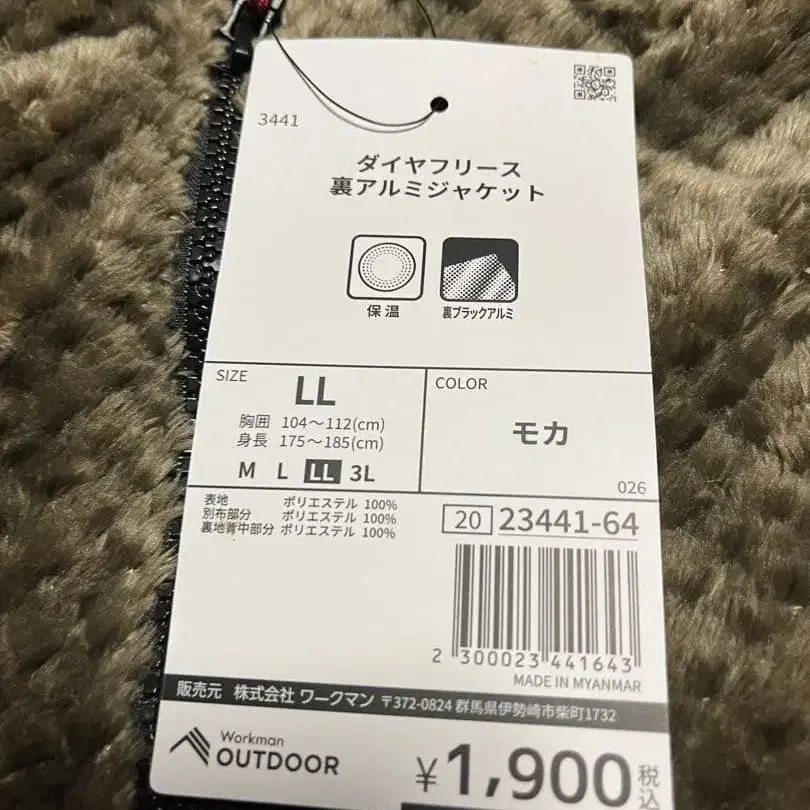 3441
ダイヤフリース
裏アルミジャケット
保温
裏ブラックアルミ
SIZE
LL
胸囲 104～112(cm)
身長 175～185(cm)
M L LL 3L
COLOR
モカ
026
表地 ポリエステル 100%
別布部分 ポリエステル 100%
裏地背中部分 ポリエステル 100%
20 23441-64
2 300023 441643
MADE IN MYANMAR
販売元 株式会社 ワークマン 〒372-0824 群馬県伊勢崎市柴町1732
Workman
OUTDOOR
¥1,900 税込